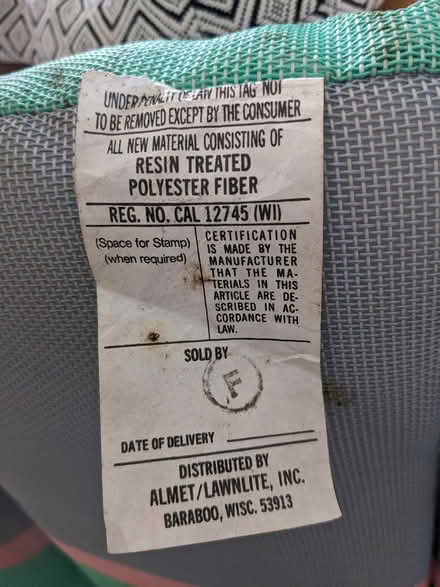 UNDER PENALTY OF LAW THIS TAG NOT
TO BE REMOVED EXCEPT BY THE CONSUMER
ALL NEW MATERIAL CONSISTING OF
RESIN TREATED
POLYESTER FIBER
REG. NO. CAL 12745 (WI)
(Space for Stamp)
(when required)
CERTIFICATION
IS MADE BY THE
MANUFACTURER
THAT THE MA-
TERIALS IN THIS
ARTICLE ARE DE-
SCRIBED IN AC-
CORDANCE WITH
LAW.
SOLD BY
F
DATE OF DELIVERY
DISTRIBUTED BY
ALMET/LAWNLITE, INC.
BARABOO, WISC. 53913